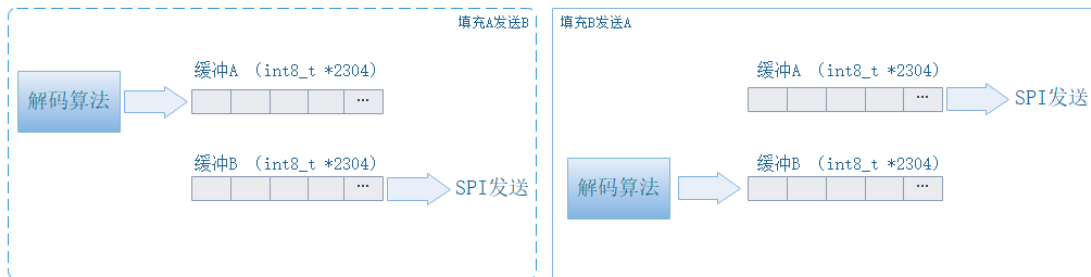 填充A发送B
缓冲A （int8_t *2304)
解码算法
...
缓冲B （int8_t *2304)
...
SPI发送
填充B发送A
缓冲A （int8_t *2304)
...
SPI发送
缓冲B （int8_t *2304)
解码算法
...